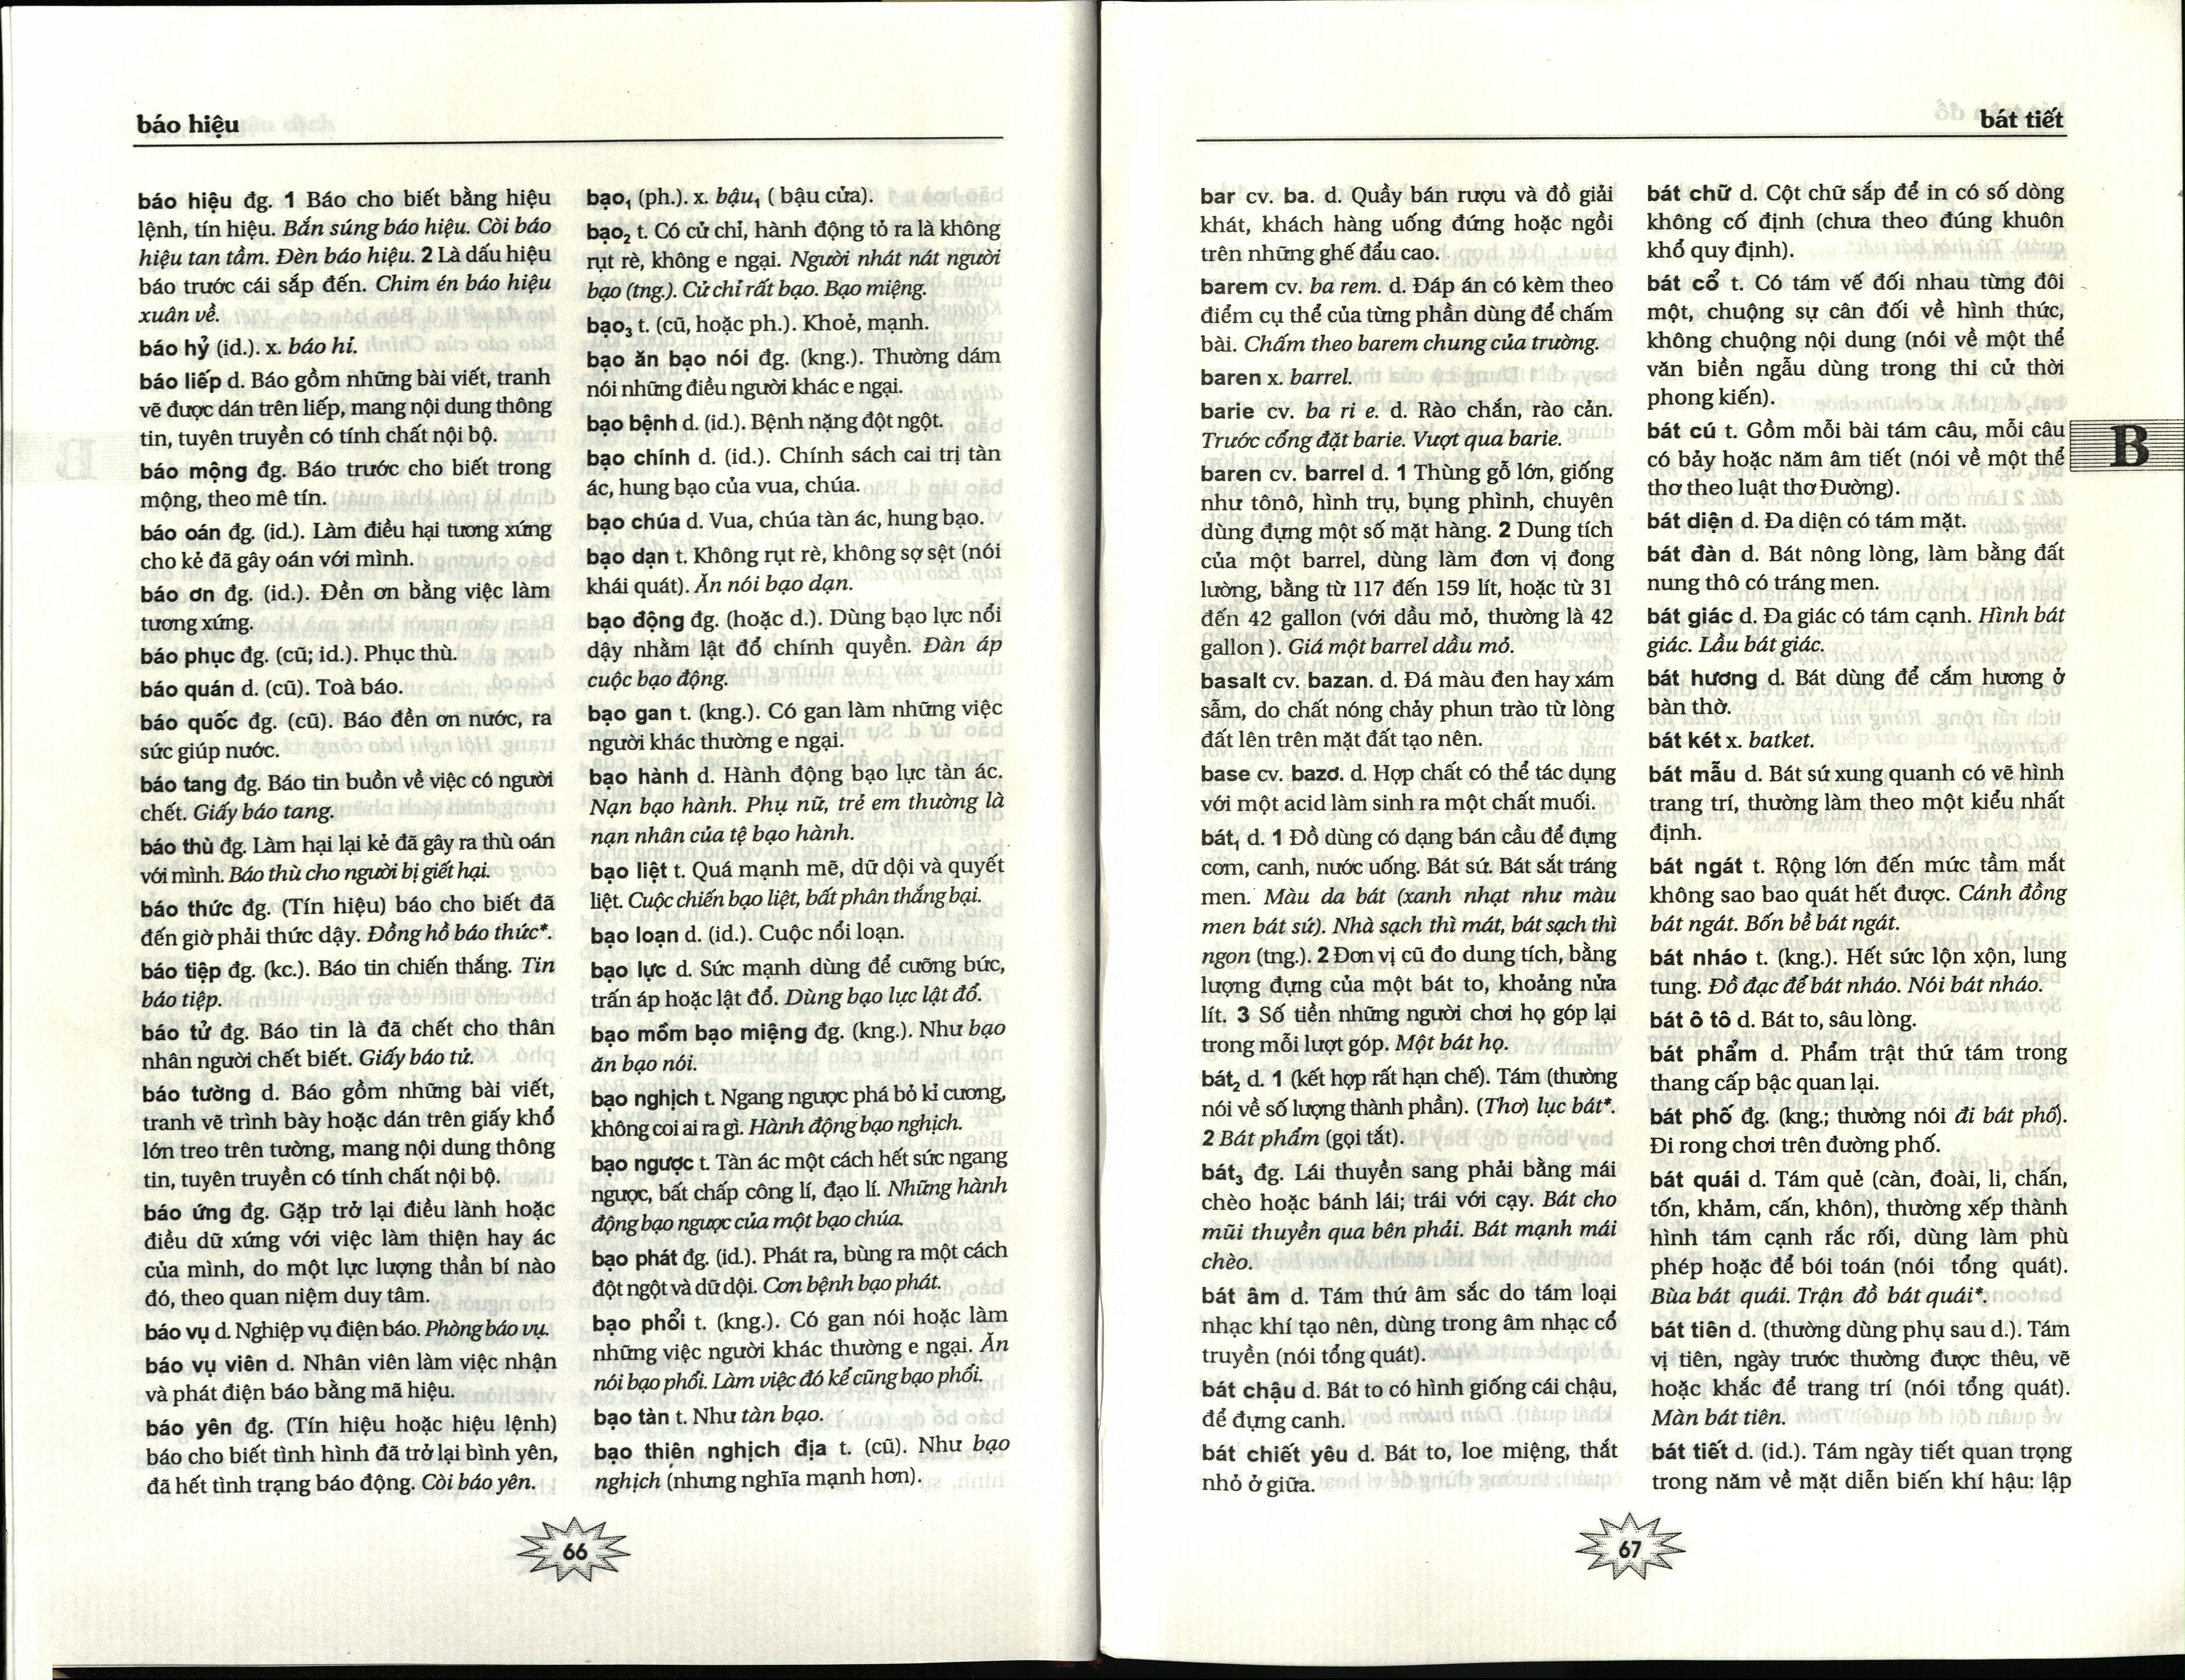 báo hiệu
báo hiệu đg. 1 Báo cho biết bằng hiệu
lệnh, tín hiệu. Bắn súng báo hiệu. Còi báo
hiệu tan tầm. Đèn báo hiệu. 2 Là dấu hiệu
báo trước cái sắp đến. Chim én báo hiệu
xuân về.
báo hỷ (id.). x. báo hỉ.
báo liếp d. Báo gồm những bài viết, tranh
vẽ được dán trên liếp, mang nội dung thông
tin, tuyên truyền có tính chất nội bộ.
báo mộng đg. Báo trước cho biết trong
mộng, theo mê tín.
báo oán đg. (id.). Làm điều hại tương xứng
cho kẻ đã gây oán với mình.
báo ơn đg. (id.). Đền ơn bằng việc làm
tương xứng.
báo phục đg. (cũ; id.). Phục thù.
báo quán d. (cũ). Toà báo.
báo quốc đg. (cũ). Báo đền ơn nước, ra
sức giúp nước.
báo tang đg. Báo tin buồn về việc có người
chết. Giấy báo tang.
báo thù đg. Làm hại lại kẻ đã gây ra thù oán
với mình. Báo thù cho người bị giết hại.
báo thức đg. (Tín hiệu) báo cho biết đã
đến giờ phải thức dậy. Đồng hồ báo thức*.
báo tiệp đg. (kc.). Báo tin chiến thắng. Tin
báo tiệp.
báo tử đg. Báo tin là đã chết cho thân
nhân người chết biết. Giấy báo tử.
báo tường d. Báo gồm những bài viết,
tranh vẽ trình bày hoặc dán trên giấy khổ
lớn treo trên tường, mang nội dung thông
tin, tuyên truyền có tính chất nội bộ.
báo ứng đg. Gặp trở lại điều lành hoặc
điều dữ xứng với việc làm thiện hay ác
của mình, do một lực lượng thần bí nào
đó, theo quan niệm duy tâm.
báo vụ d. Nghiệp vụ điện báo. Phòng báo vụ.
báo vụ viên d. Nhân viên làm việc nhận
và phát điện báo bằng mã hiệu.
báo yên đg. (Tín hiệu hoặc hiệu lệnh)
báo cho biết tình hình đã trở lại bình yên,
đã hết tình trạng báo động. Còi báo yên.
bạo₁ (ph.). x. bậu₁ ( bậu cửa).
bạo₂ t. Có cử chỉ, hành động tỏ ra là không
rụt rè, không e ngại. Người nhát nát người
bạo (tng.). Cử chỉ rất bạo. Bạo miệng.
bạo₃ t. (cũ, hoặc ph.). Khoẻ, mạnh.
bạo ăn bạo nói đg. (kng.). Thường dám
nói những điều người khác e ngại.
bạo bệnh d. (id.). Bệnh nặng đột ngột.
bạo chính d. (id.). Chính sách cai trị tàn
ác, hung bạo của vua, chúa.
bạo chúa d. Vua, chúa tàn ác, hung bạo.
bạo dạn t. Không rụt rè, không sợ sệt (nói
khái quát). Ăn nói bạo dạn.
bạo động đg. (hoặc d.). Dùng bạo lực nổi
dậy nhằm lật đổ chính quyền. Đàn áp
cuộc bạo động.
bạo gan t. (kng.). Có gan làm những việc
người khác thường e ngại.
bạo hành d. Hành động bạo lực tàn ác.
Nạn bạo hành. Phụ nữ, trẻ em thường là
nạn nhân của tệ bạo hành.
bạo liệt t. Quá mạnh mẽ, dữ dội và quyết
liệt. Cuộc chiến bạo liệt, bất phân thắng bại.
bạo loạn d. (id.). Cuộc nổi loạn.
bạo lực d. Sức mạnh dùng để cưỡng bức,
trấn áp hoặc lật đổ. Dùng bạo lực lật đổ.
bạo mồm bạo miệng đg. (kng.). Như bạo
ăn bạo nói.
bạo nghịch t. Ngang ngược phá bỏ kỉ cương,
không coi ai ra gì. Hành động bạo nghịch.
bạo ngược t. Tàn ác một cách hết sức ngang
ngược, bất chấp công lí, đạo lí. Những hành
động bạo ngược của một bạo chúa.
bạo phát đg. (id.). Phát ra, bùng ra một cách
đột ngột và dữ dội. Cơn bệnh bạo phát.
bạo phổi t. (kng.). Có gan nói hoặc làm
những việc người khác thường e ngại. Ăn
nói bạo phổi. Làm việc đó kể cũng bạo phổi.
bạo tàn t. Như tàn bạo.
bạo thiên nghịch địa t. (cũ). Như bạo
nghịch (nhưng nghĩa mạnh hơn).
66
bát tiết
bar cv. ba. d. Quầy bán rượu và đồ giải
khát, khách hàng uống đứng hoặc ngồi
trên những ghế đẩu cao.
barem cv. ba rem. d. Đáp án có kèm theo
điểm cụ thể của từng phần dùng để chấm
bài. Chấm theo barem chung của trường.
baren x. barrel.
barie cv. ba ri e. d. Rào chắn, rào cản.
Trước cổng đặt barie. Vượt qua barie.
baren cv. barrel d. 1 Thùng gỗ lớn, giống
như tônô, hình trụ, bụng phình, chuyên
dùng đựng một số mặt hàng. 2 Dung tích
của một barrel, dùng làm đơn vị đong
lường, bằng từ 117 đến 159 lít, hoặc từ 31
đến 42 gallon (với dầu mỏ, thường là 42
gallon ). Giá một barrel dầu mỏ.
basalt cv. bazan. d. Đá màu đen hay xám
sẫm, do chất nóng chảy phun trào từ lòng
đất lên trên mặt đất tạo nên.
base cv. bazơ. d. Hợp chất có thể tác dụng
với một acid làm sinh ra một chất muối.
bát₁ d. 1 Đồ dùng có dạng bán cầu để đựng
cơm, canh, nước uống. Bát sứ. Bát sắt tráng
men. Màu da bát (xanh nhạt như màu
men bát sứ). Nhà sạch thì mát, bát sạch thì
ngon (tng.). 2 Đơn vị cũ đo dung tích, bằng
lượng đựng của một bát to, khoảng nửa
lít. 3 Số tiền những người chơi họ góp lại
trong mỗi lượt góp. Một bát họ.
bát₂ d. 1 (kết hợp rất hạn chế). Tám (thường
nói về số lượng thành phần). (Thơ) lục bát*.
2 Bát phẩm (gọi tắt).
bát₃ đg. Lái thuyền sang phải bằng mái
chèo hoặc bánh lái; trái với cạy. Bát cho
mũi thuyền qua bên phải. Bát mạnh mái
chèo.
bát âm d. Tám thứ âm sắc do tám loại
nhạc khí tạo nên, dùng trong âm nhạc cổ
truyền (nói tổng quát).
bát chậu d. Bát to có hình giống cái chậu,
để đựng canh.
bát chiết yêu d. Bát to, loe miệng, thắt
nhỏ ở giữa.
bát chữ d. Cột chữ sắp để in có số dòng
không cố định (chưa theo đúng khuôn
khổ quy định).
bát cổ t. Có tám vế đối nhau từng đôi
một, chuộng sự cân đối về hình thức,
không chuộng nội dung (nói về một thể
văn biền ngẫu dùng trong thi cử thời
phong kiến).
bát cú t. Gồm mỗi bài tám câu, mỗi câu
có bảy hoặc năm âm tiết (nói về một thể
thơ theo luật thơ Đường).
bát diện d. Đa diện có tám mặt.
bát đàn d. Bát nông lòng, làm bằng đất
nung thô có tráng men.
bát giác d. Đa giác có tám cạnh. Hình bát
giác. Lầu bát giác.
bát hương d. Bát dùng để cắm hương ở
bàn thờ.
bát két x. batket.
bát mẫu d. Bát sứ xung quanh có vẽ hình
trang trí, thường làm theo một kiểu nhất
định.
bát ngát t. Rộng lớn đến mức tầm mắt
không sao bao quát hết được. Cánh đồng
bát ngát. Bốn bề bát ngát.
bát nháo t. (kng.). Hết sức lộn xộn, lung
tung. Đồ đạc để bát nháo. Nói bát nháo.
bát ô tô d. Bát to, sâu lòng.
bát phẩm d. Phẩm trật thứ tám trong
thang cấp bậc quan lại.
bát phố đg. (kng.; thường nói đi bát phố).
Đi rong chơi trên đường phố.
bát quái d. Tám quẻ (càn, đoài, li, chấn,
tốn, khảm, cấn, khôn), thường xếp thành
hình tám cạnh rắc rối, dùng làm phù
phép hoặc để bói toán (nói tổng quát).
Bùa bát quái. Trận đồ bát quái*.
bát tiên d. (thường dùng phụ sau d.). Tám
vị tiên, ngày trước thường được thêu, vẽ
hoặc khắc để trang trí (nói tổng quát).
Màn bát tiên.
bát tiết d. (id.). Tám ngày tiết quan trọng
trong năm về mặt diễn biến khí hậu: lập
B
67